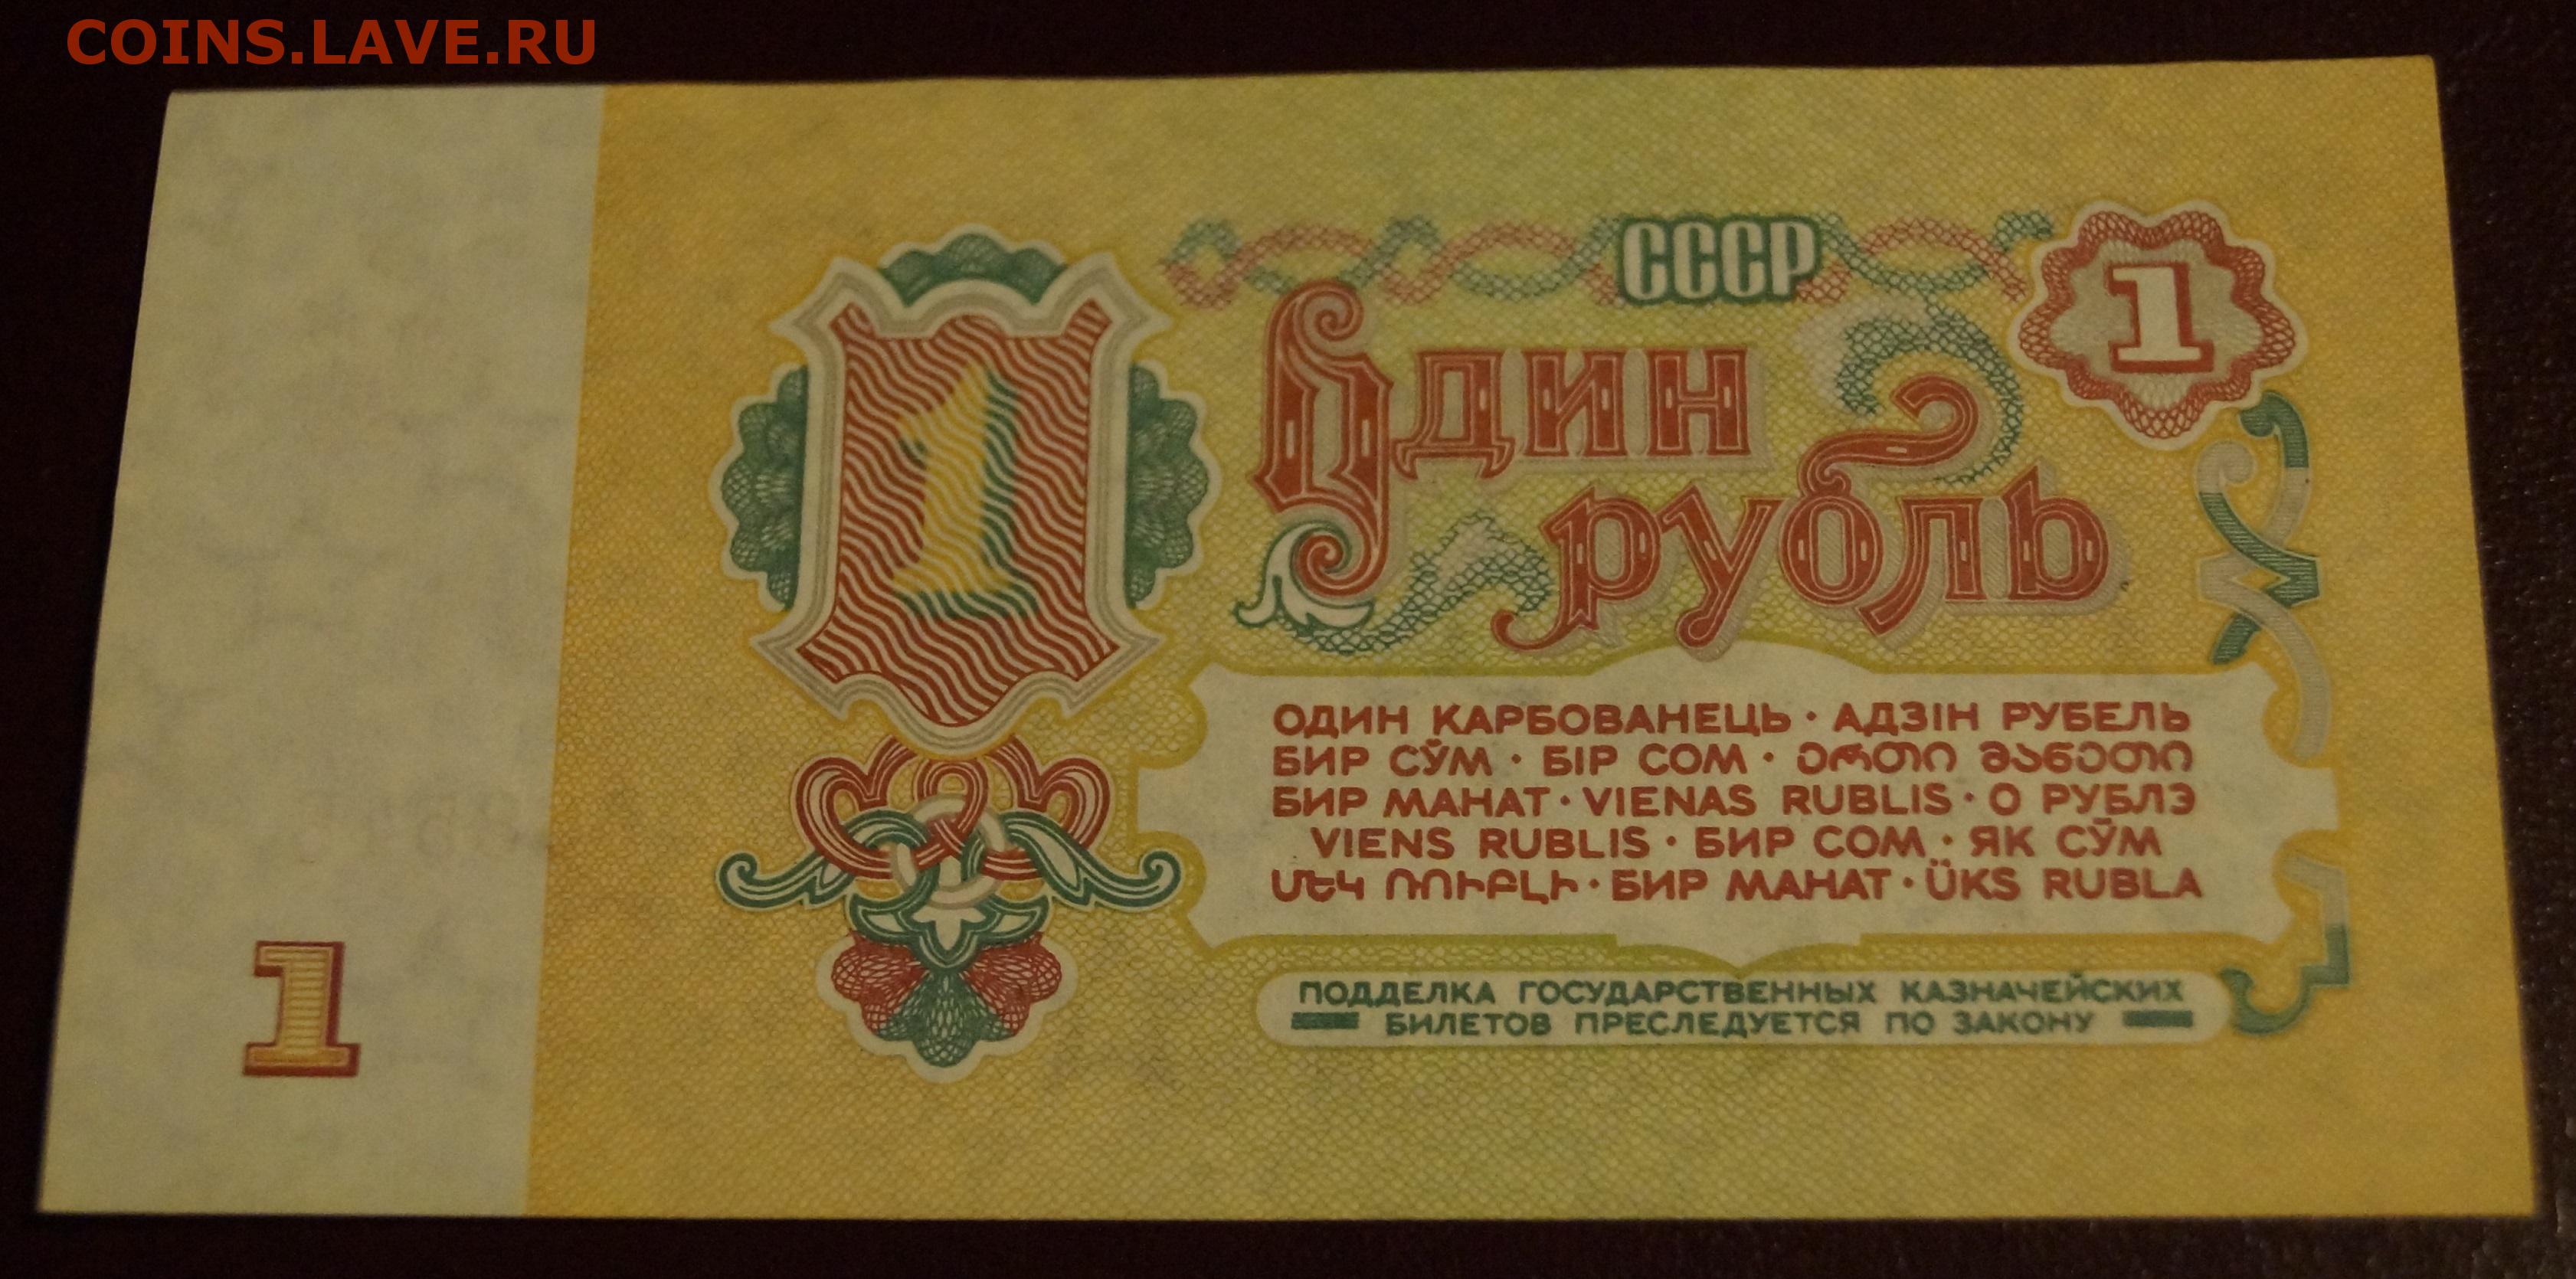 COINS.LAVE.RU
СССР
1
1
Один
рубль
ОДИН КАРБОВАНЕЦЬ · АДЗІН РУБЕЛЬ
БИР СЎМ · БІР СОМ · ᲔᲠᲗᲘ ᲛᲐᲜᲔᲗᲘ
БИР МАНАТ · VIENAS RUBLIS · О РУБЛЭ
VIENS RUBLIS · БИР СОМ · ЯК СӮМ
ՄԵԿ ՌՈՒԲԼԻ · БИР МАНАТ · ÜKS RUBLA
ПОДДЕЛКА ГОСУДАРСТВЕННЫХ КАЗНАЧЕЙСКИХ
БИЛЕТОВ ПРЕСЛЕДУЕТСЯ ПО ЗАКОНУ
1